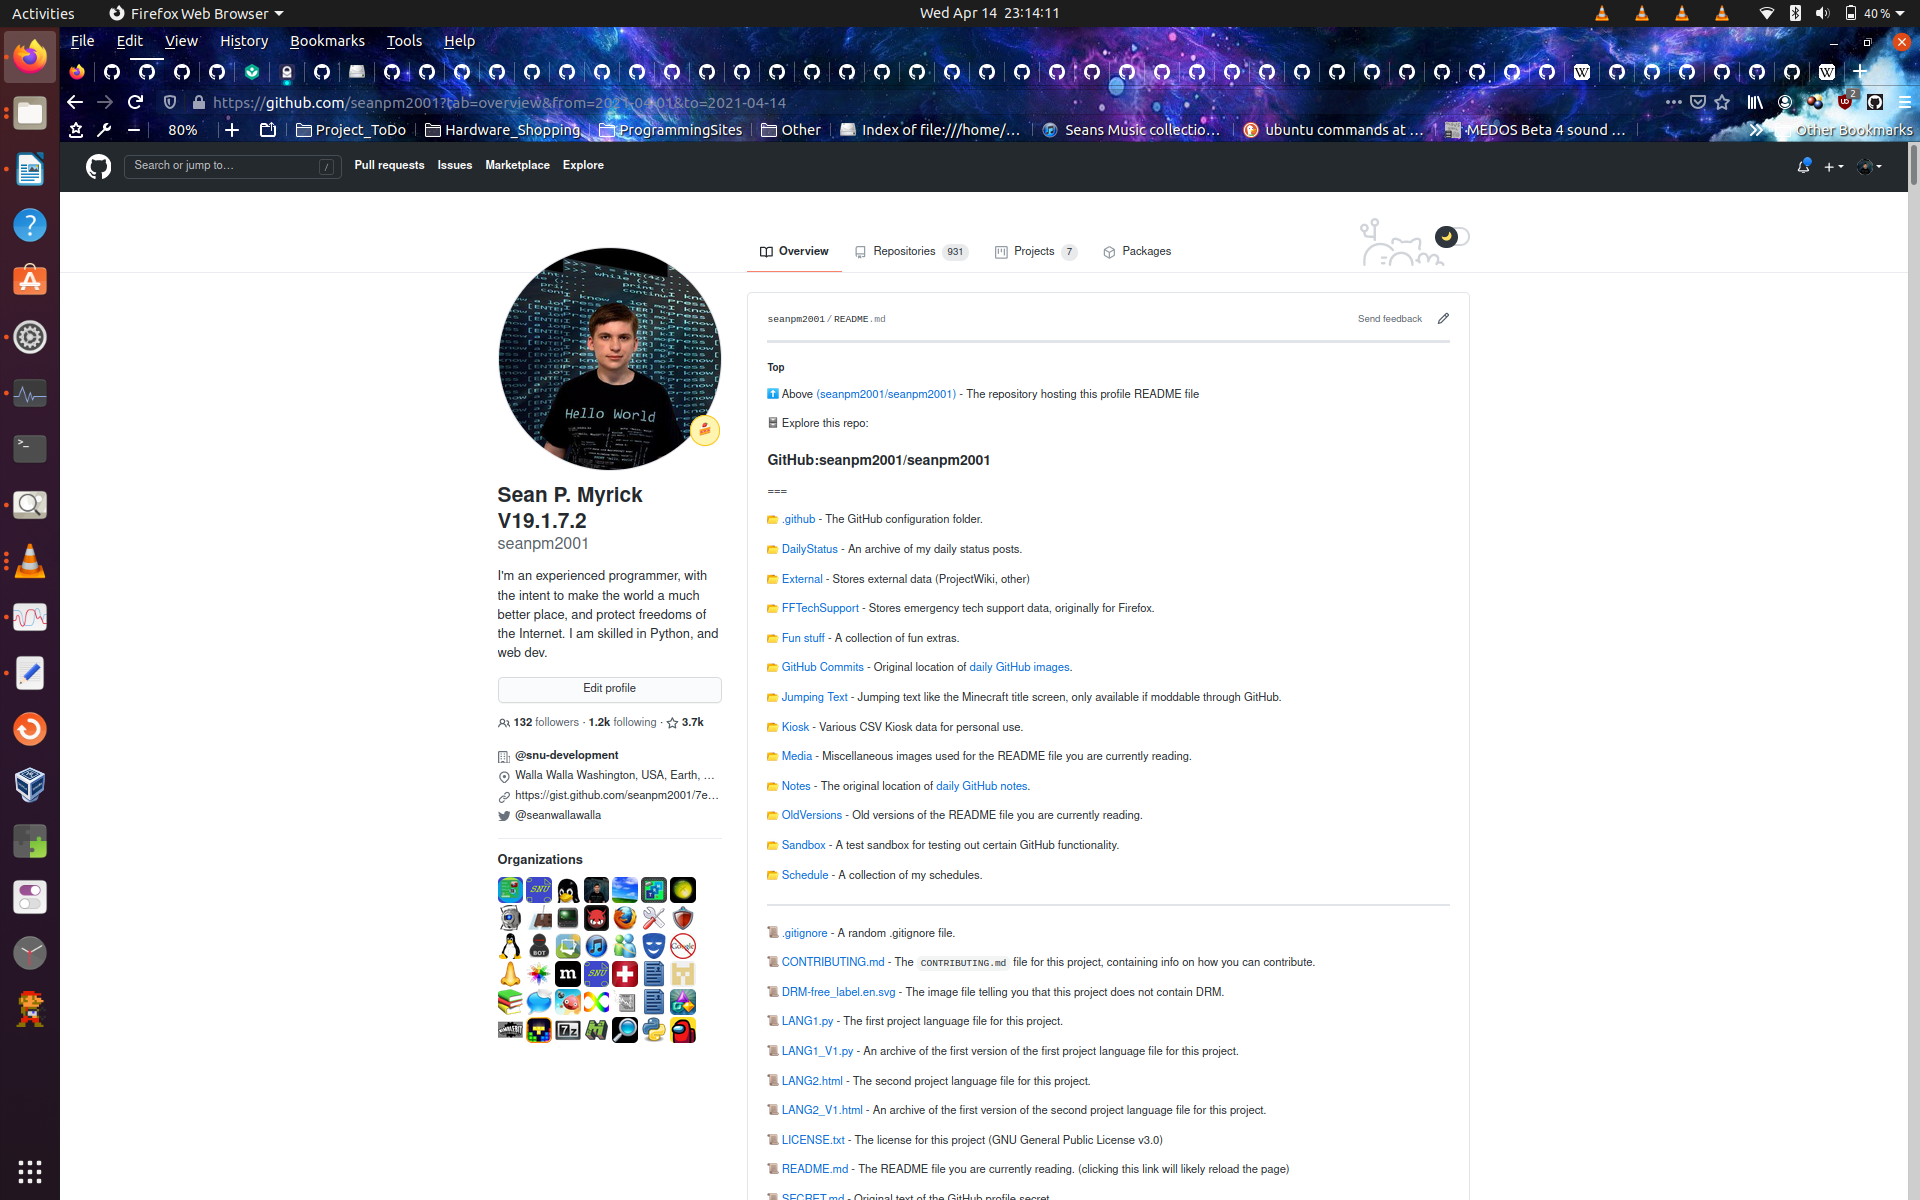 Activities
Firefox Web Browser
Wed Apr 14 23:14:11
40 %
File Edit View History Bookmarks Tools Help
https://github.com/seanpm2001?tab=overview&from=2021-04-01&to=2021-04-14
2
80%
Project_ToDo
Hardware_Shopping
ProgrammingSites
Other
Index of file:///home/…
Seans Music collectio…
ubuntu commands at …
MEDOS Beta 4 sound …
Other Bookmarks
Search or jump to…
/
Pull requests Issues Marketplace Explore
Overview
Repositories 931
Projects 7
Packages
Hello World
Sean P. Myrick
V19.1.7.2
seanpm2001
I'm an experienced programmer, with
the intent to make the world a much
better place, and protect freedoms of
the Internet. I am skilled in Python, and
web dev.
Edit profile
132 followers · 1.2k following · 3.7k
@snu-development
Walla Walla Washington, USA, Earth, …
https://gist.github.com/seanpm2001/7e…
@seanwallawalla
Organizations
seanpm2001 / README.md
Send feedback
Top
Above (seanpm2001/seanpm2001) - The repository hosting this profile README file
Explore this repo:
GitHub:seanpm2001/seanpm2001
===
.github - The GitHub configuration folder.
DailyStatus - An archive of my daily status posts.
External - Stores external data (ProjectWiki, other)
FFTechSupport - Stores emergency tech support data, originally for Firefox.
Fun stuff - A collection of fun extras.
GitHub Commits - Original location of daily GitHub images.
Jumping Text - Jumping text like the Minecraft title screen, only available if moddable through GitHub.
Kiosk - Various CSV Kiosk data for personal use.
Media - Miscellaneous images used for the README file you are currently reading.
Notes - The original location of daily GitHub notes.
OldVersions - Old versions of the README file you are currently reading.
Sandbox - A test sandbox for testing out certain GitHub functionality.
Schedule - A collection of my schedules.
.gitignore - A random .gitignore file.
CONTRIBUTING.md - The CONTRIBUTING.md file for this project, containing info on how you can contribute.
DRM-free_label.en.svg - The image file telling you that this project does not contain DRM.
LANG1.py - The first project language file for this project.
LANG1_V1.py - An archive of the first version of the first project language file for this project.
LANG2.html - The second project language file for this project.
LANG2_V1.html - An archive of the first version of the second project language file for this project.
LICENSE.txt - The license for this project (GNU General Public License v3.0)
README.md - The README file you are currently reading. (clicking this link will likely reload the page)
SECRET.md - Original text of the GitHub profile secret